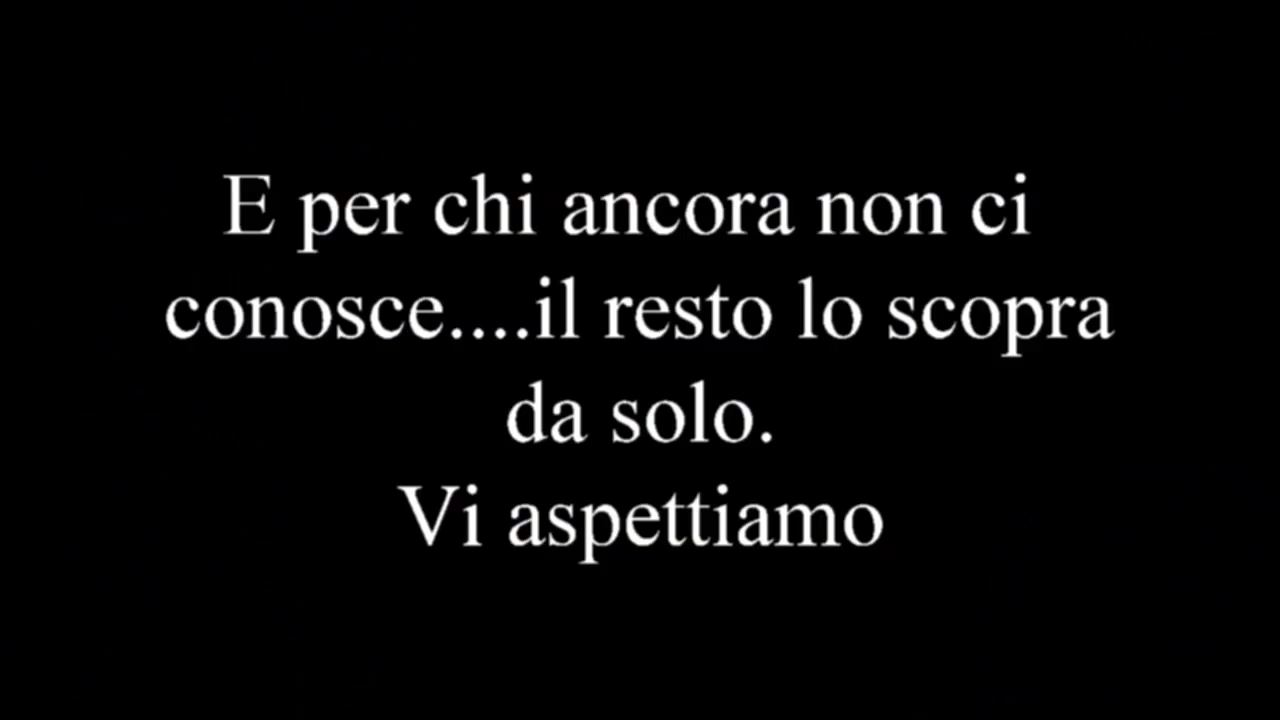 E per chi ancora non ci
conosce....il resto lo scopra
da solo.
Vi aspettiamo